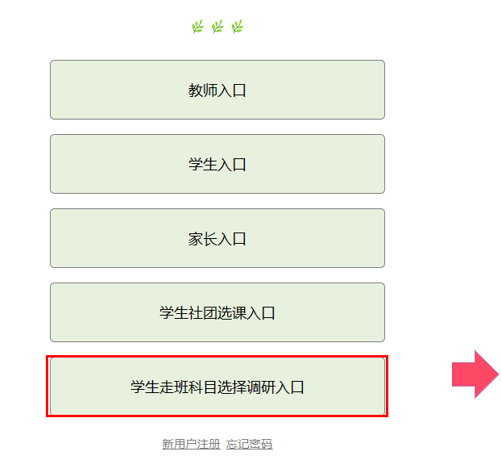 教师入口
学生入口
家长入口
学生社团选课入口
学生走班科目选择调研入口
新用户注册 忘记密码